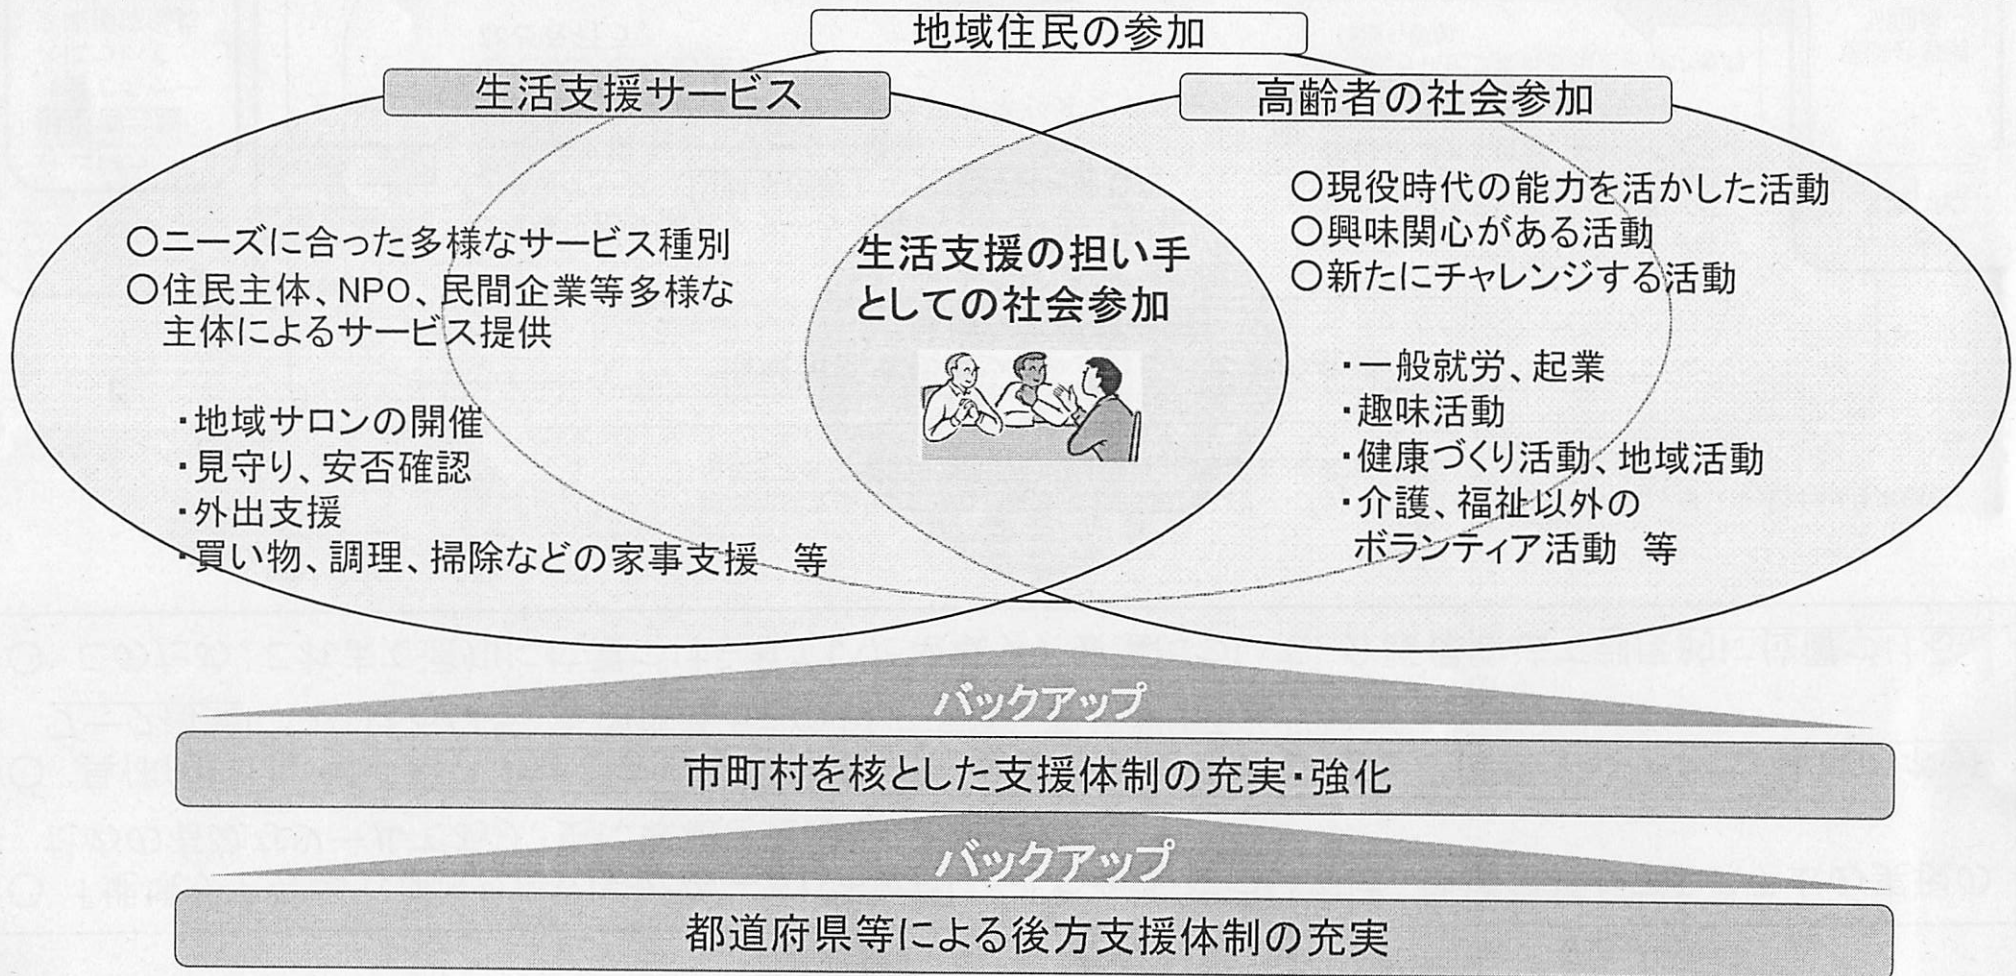 地域住民の参加
生活支援サービス
高齢者の社会参加
〇ニーズに合った多様なサービス種別
〇住民主体、NPO、民間企業等多様な
主体によるサービス提供
・地域サロンの開催
・見守り、安否確認
・外出支援
・買い物、調理、掃除などの家事支援　等
生活支援の担い手
としての社会参加
〇現役時代の能力を活かした活動
〇興味関心がある活動
〇新たにチャレンジする活動
・一般就労、起業
・趣味活動
・健康づくり活動、地域活動
・介護、福祉以外の
ボランティア活動　等
バックアップ
市町村を核とした支援体制の充実・強化
バックアップ
都道府県等による後方支援体制の充実